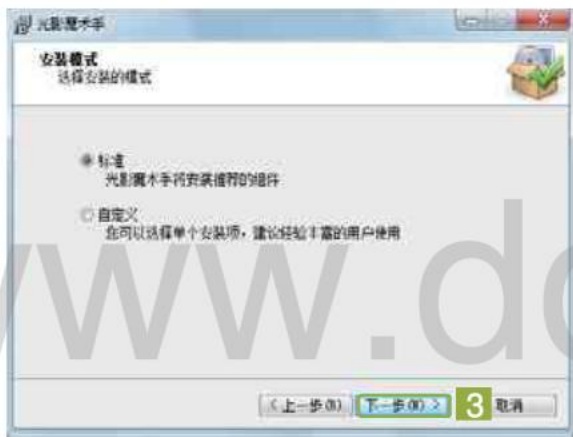 光影魔术手
安装模式
选择安装的模式
标准
光影魔术手将安装推荐的组件
自定义
您可以选择单个安装项，建议经验丰富的用户使用
www.do
<上一步(B) 下一步(N) > 3 取消